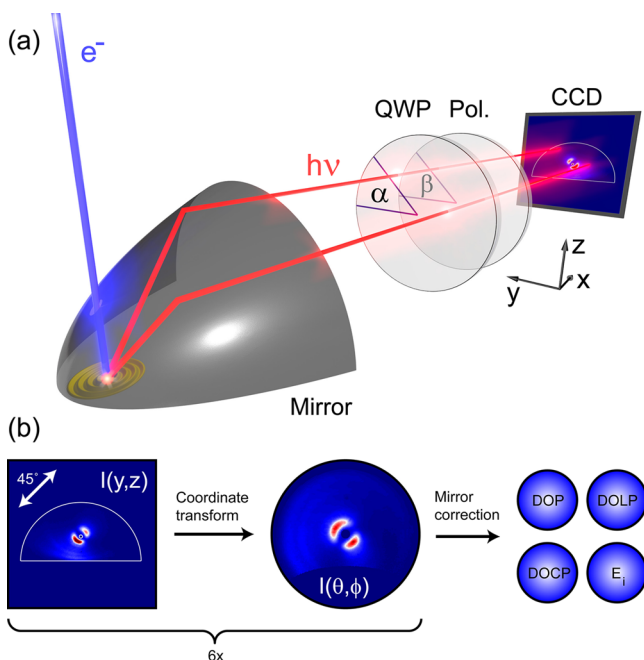 (a)
e-
QWP Pol. CCD
hν
α β
z
y x
Mirror
(b)
45° I(y,z)
Coordinate
transform
I(θ,ϕ)
Mirror
correction
DOP DOLP
DOCP Ei
6x